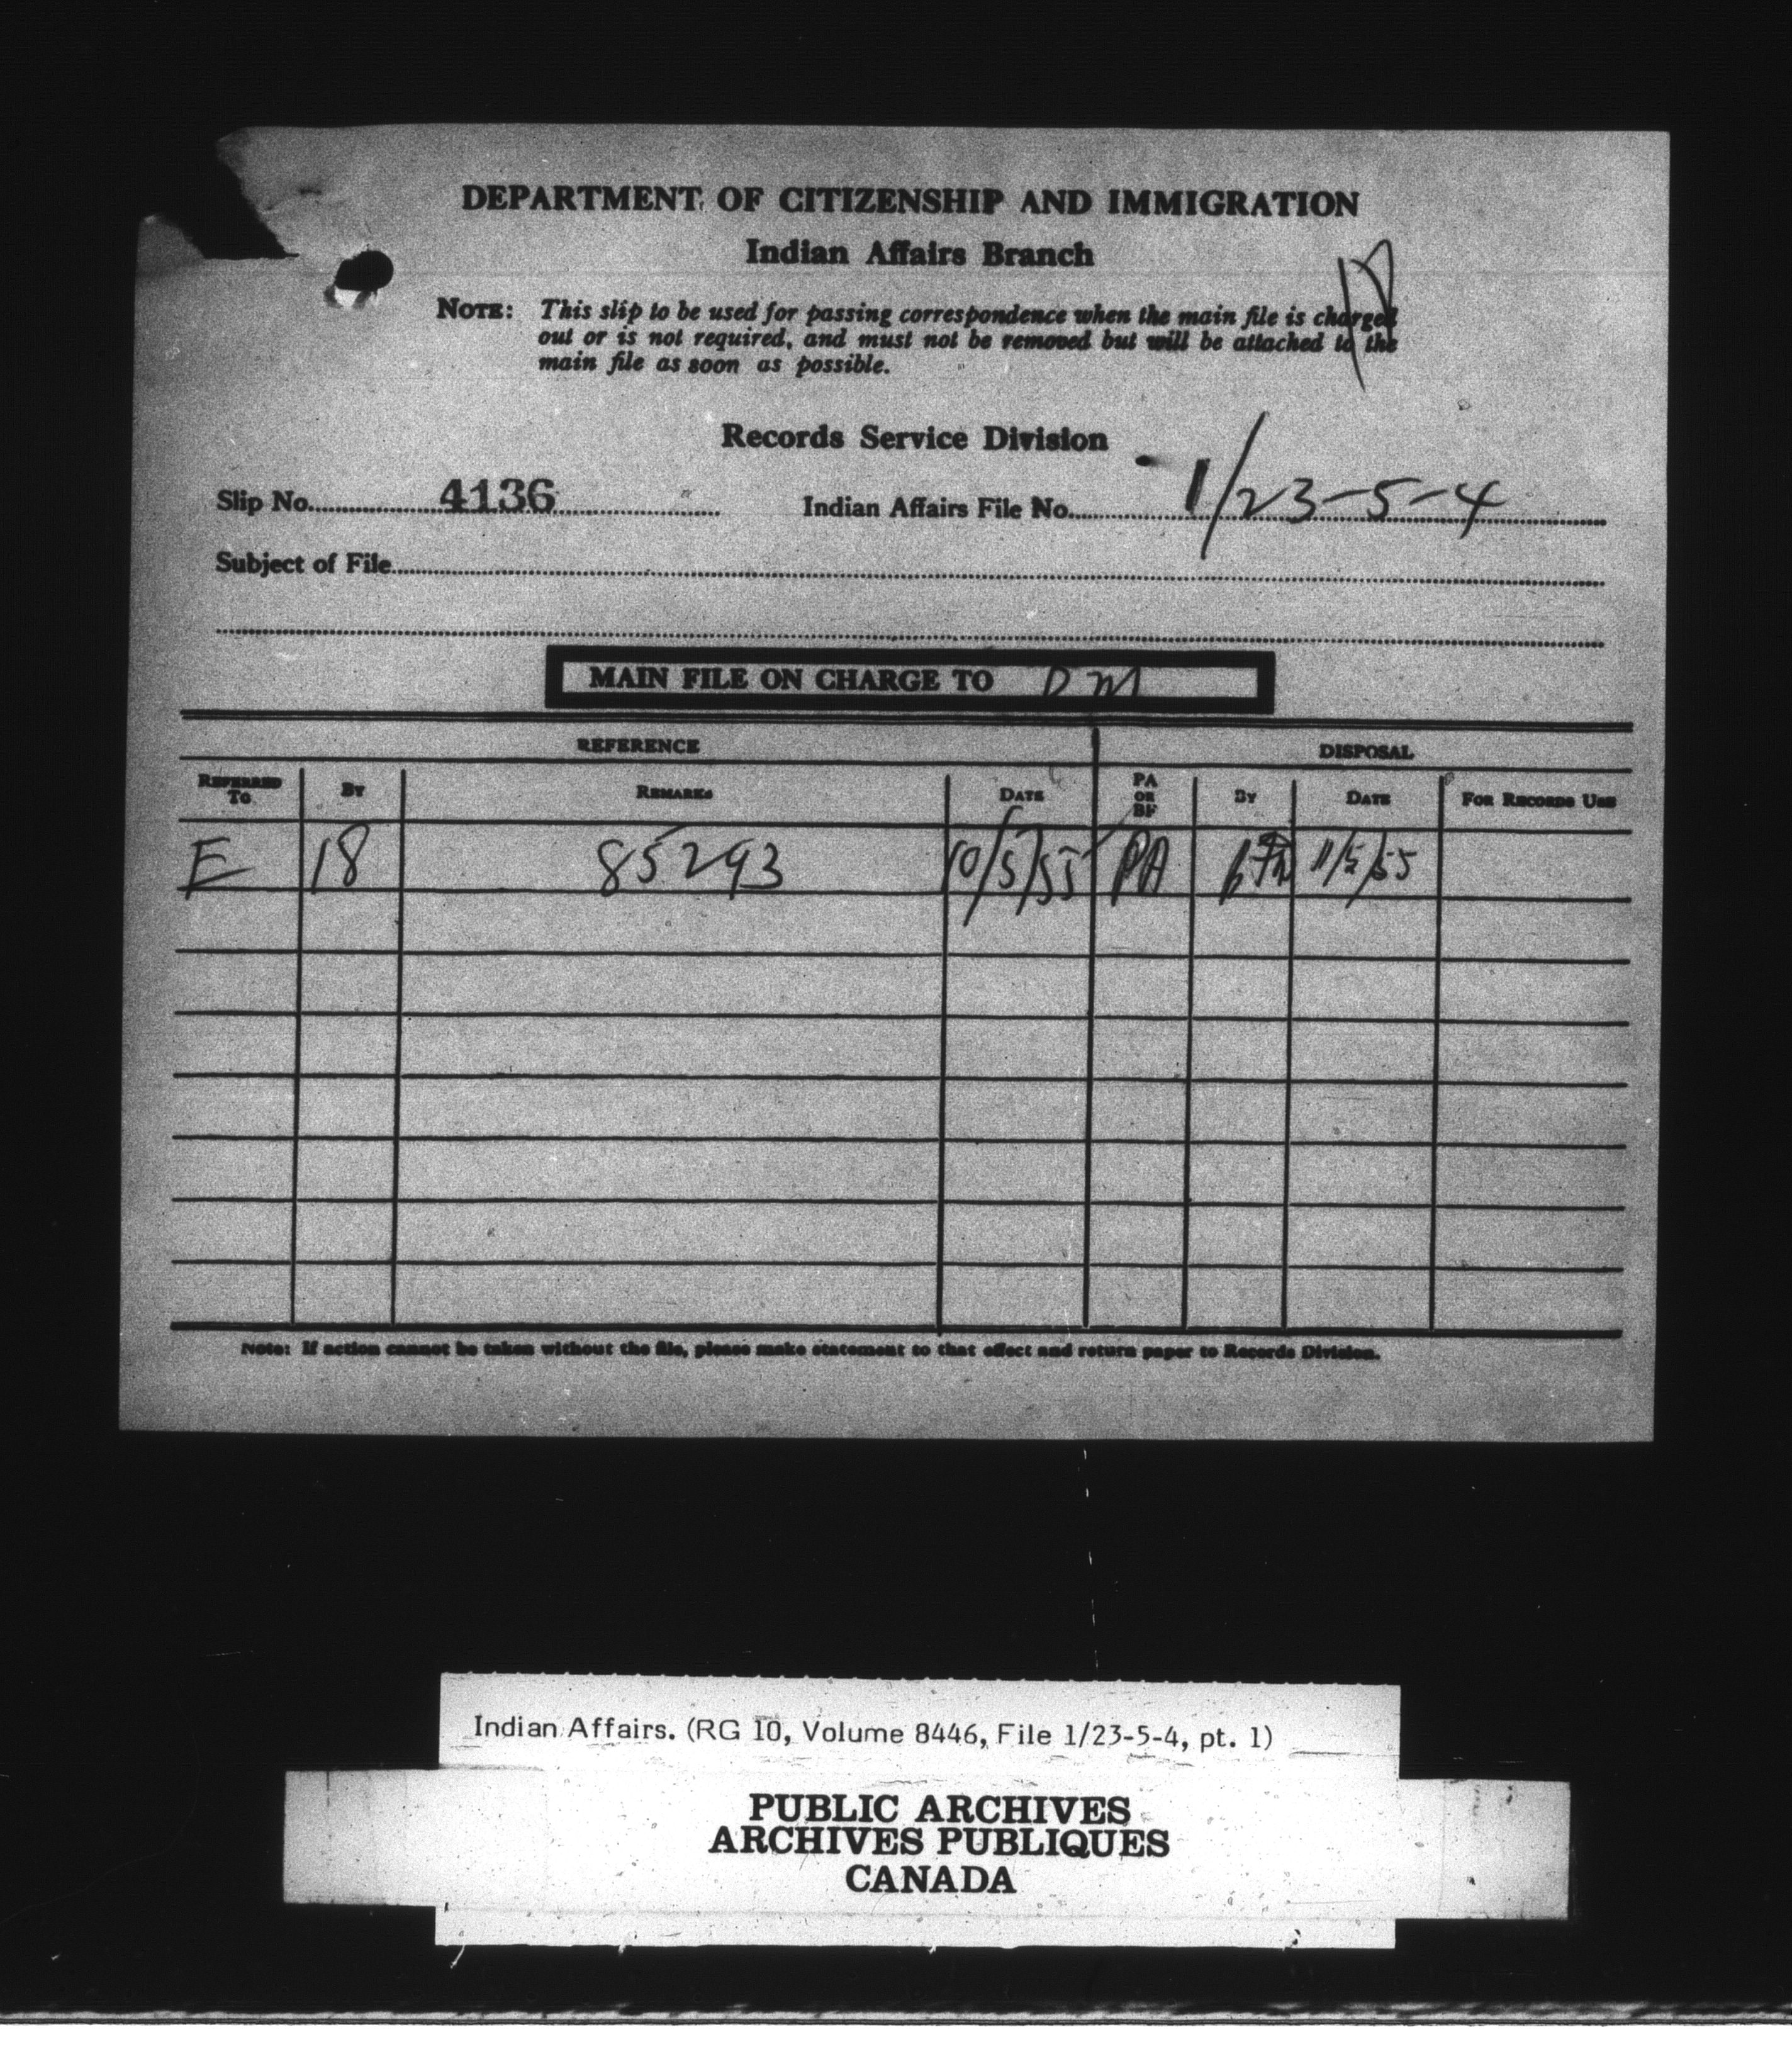 DEPARTMENT OF CITIZENSHIP AND IMMIGRATION
Indian Affairs Branch
NOTE: This slip to be used for passing correspondence when the main file is charged
out or is not required, and must not be removed but will be attached to the
main file as soon as possible.
18
Records Service Division
Slip No. 4136 Indian Affairs File No. 1/23-5-4
Subject of File
MAIN FILE ON CHARGE TO DM
REFERENCE DISPOSAL
REFERRED TO BY REMARKS DATE PA OR BF BY DATE FOR RECORDS USE
E 18 85293 10/5/55 PA 11/5/55
Note: If action cannot be taken without the file, please make statement to that effect and return paper to Records Division.
Indian Affairs. (RG 10, Volume 8446, File 1/23-5-4, pt. 1)
PUBLIC ARCHIVES
ARCHIVES PUBLIQUES
CANADA